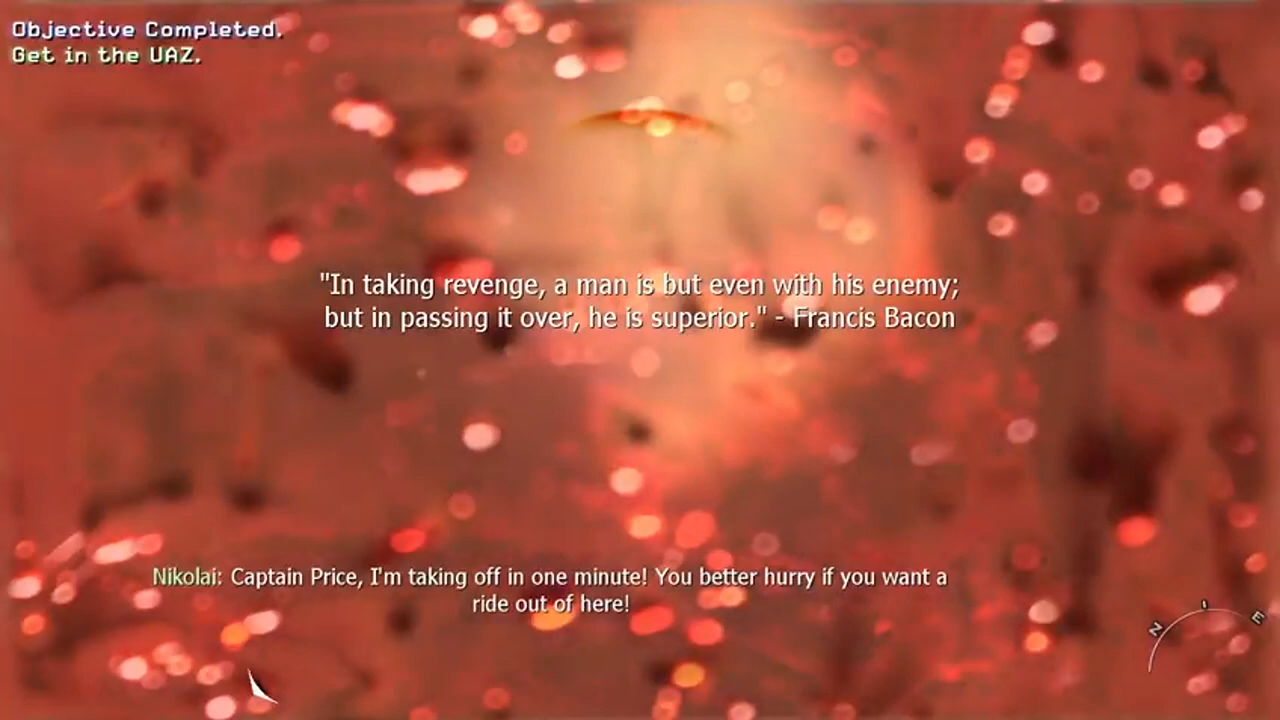 Objective Completed.
Get in the UAZ.
"In taking revenge, a man is but even with his enemy;
but in passing it over, he is superior." - Francis Bacon
Nikolai: Captain Price, I'm taking off in one minute! You better hurry if you want a
ride out of here!
N
E